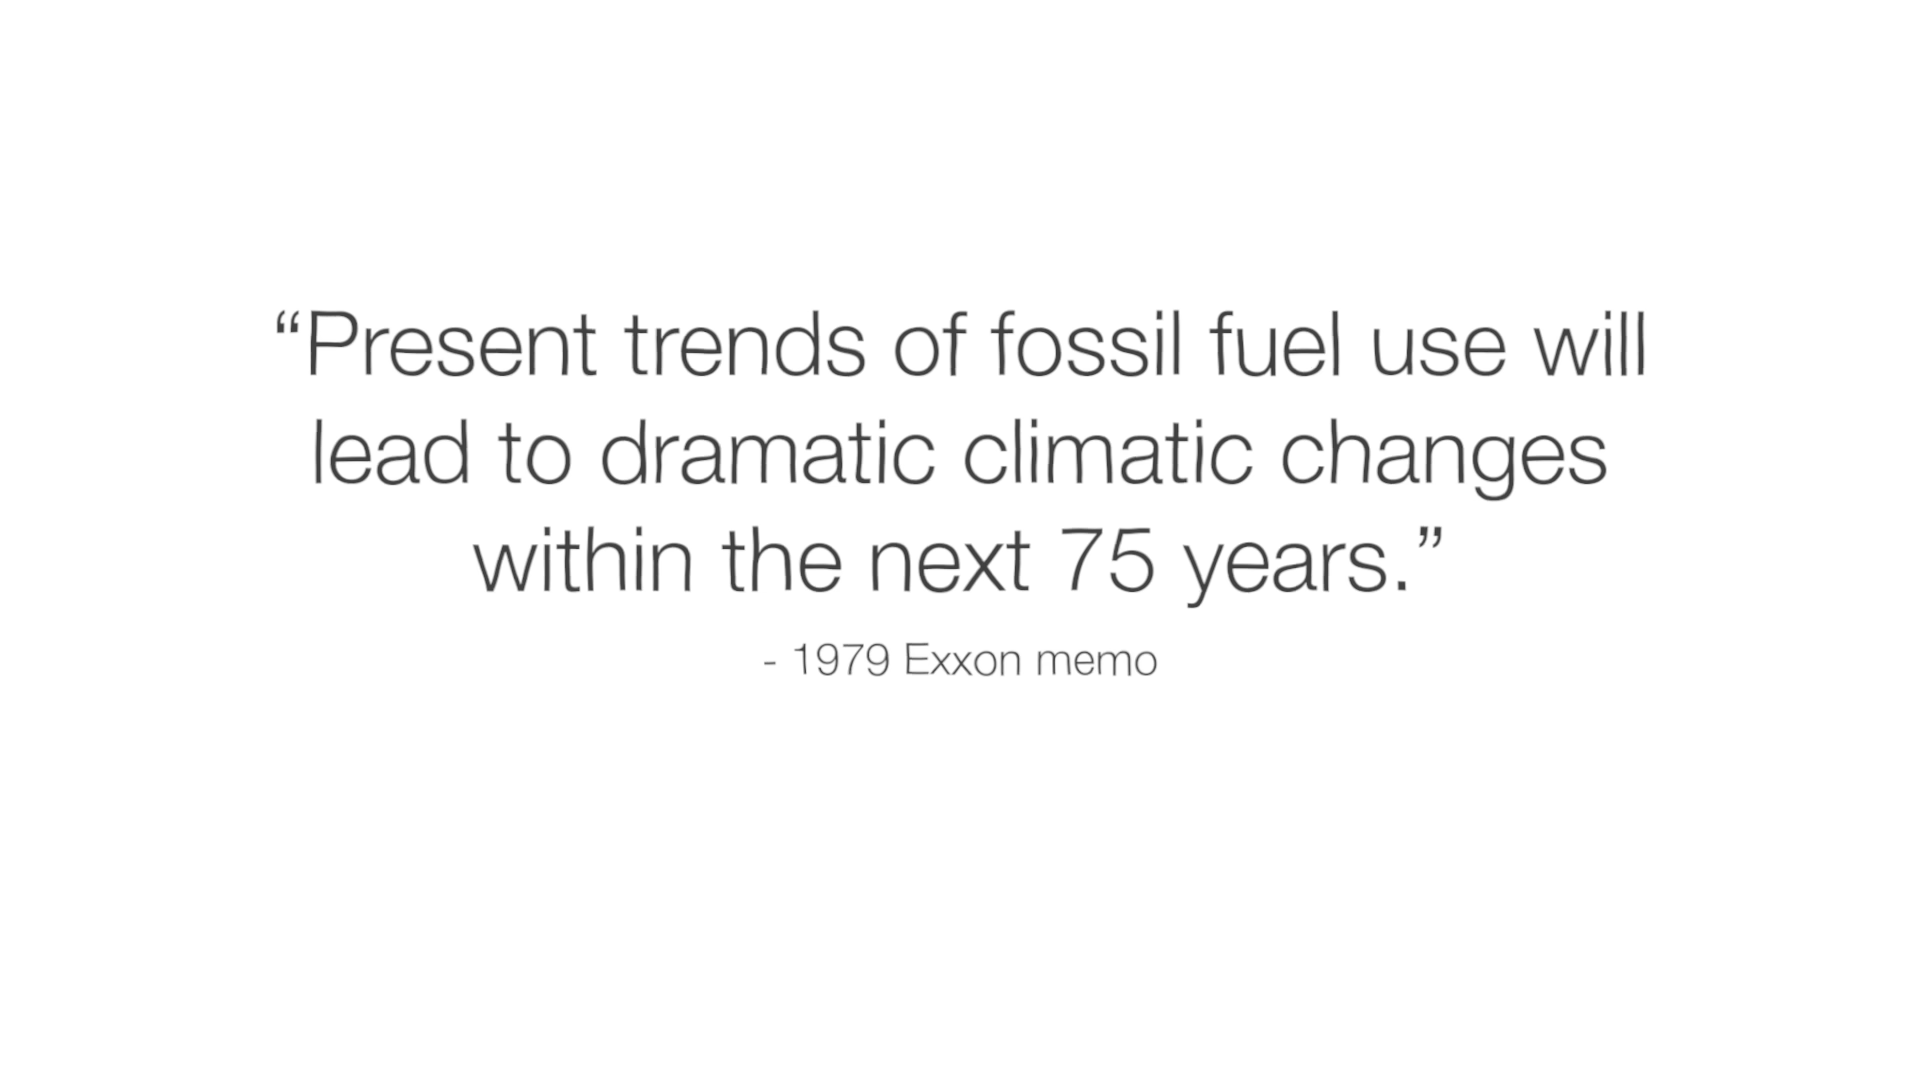 “Present trends of fossil fuel use will
lead to dramatic climatic changes
within the next 75 years.”
- 1979 Exxon memo